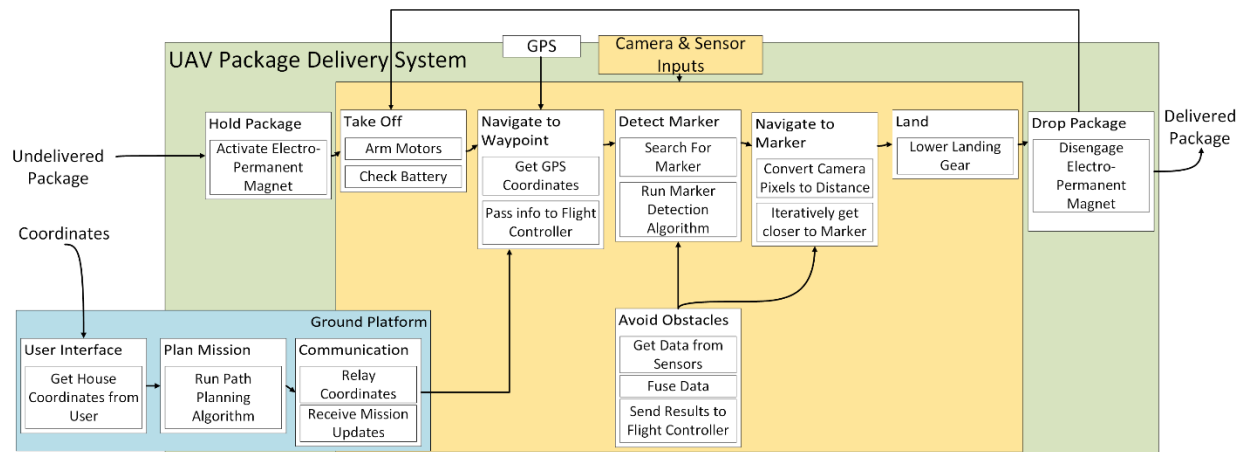 GPS
Camera & Sensor
Inputs
UAV Package Delivery System
Undelivered
Package
Hold Package
Activate Electro-
Permanent
Magnet
Take Off
Arm Motors
Check Battery
Navigate to
Waypoint
Get GPS
Coordinates
Pass info to Flight
Controller
Detect Marker
Search For
Marker
Run Marker
Detection
Algorithm
Navigate to
Marker
Convert Camera
Pixels to Distance
Iteratively get
closer to Marker
Land
Lower Landing
Gear
Drop Package
Disengage
Electro-
Permanent
Magnet
Delivered
Package
Coordinates
Ground Platform
User Interface
Get House
Coordinates from
User
Plan Mission
Run Path
Planning
Algorithm
Communication
Relay
Coordinates
Receive Mission
Updates
Avoid Obstacles
Get Data from
Sensors
Fuse Data
Send Results to
Flight Controller